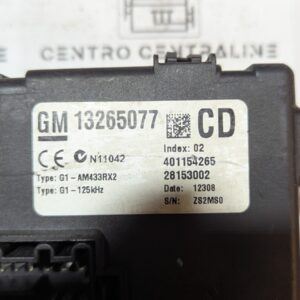 CENTRO CENTRALINE
GM 13265077 CD
Index: 02
CE N11042 401154265
Type: G1-AM433RX2 28153002
Type: G1-125kHz Date: 12308
S/N: ZS2MS0